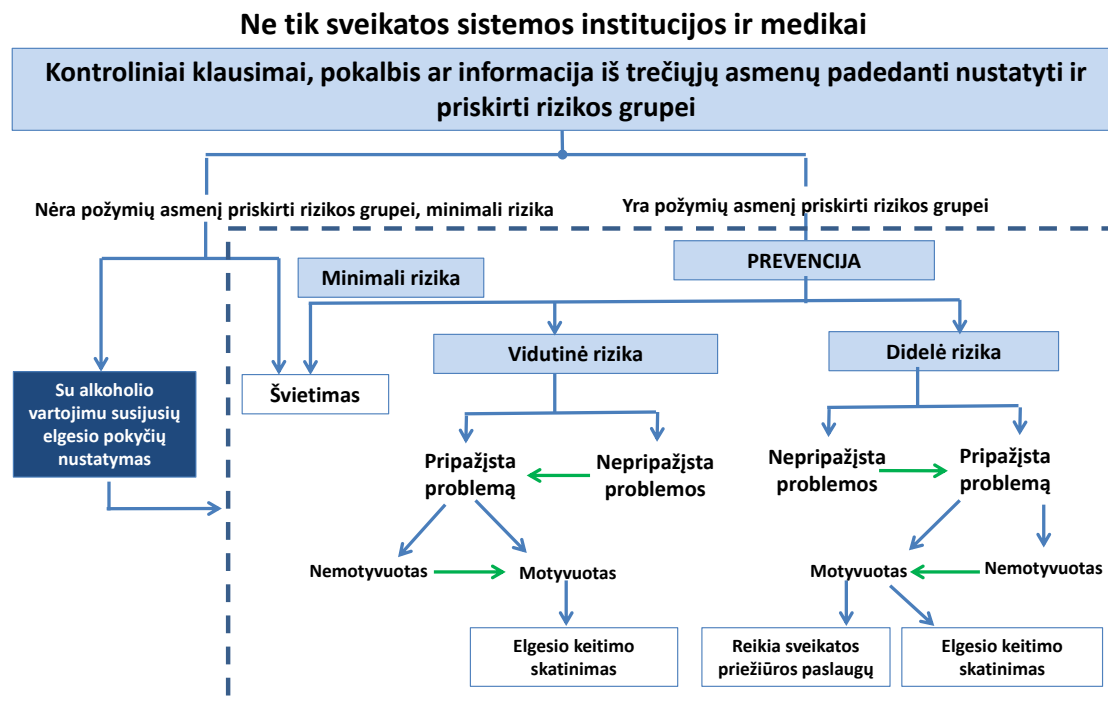 Ne tik sveikatos sistemos institucijos ir medikai
Kontroliniai klausimai, pokalbis ar informacija iš trečiųjų asmenų padedanti nustatyti ir
priskirti rizikos grupei
Nėra požymių asmenį priskirti rizikos grupei, minimali rizika
Yra požymių asmenį priskirti rizikos grupei
PREVENCIJA
Minimali rizika
Vidutinė rizika
Didelė rizika
Su alkoholio
vartojimu susijusių
elgesio pokyčių
nustatymas
Švietimas
Pripažįsta
problemą
Nepripažįsta
problemos
Nepripažįsta
problemos
Pripažįsta
problemą
Nemotyvuotas
Motyvuotas
Motyvuotas
Nemotyvuotas
Elgesio keitimo
skatinimas
Reikia sveikatos
priežiūros paslaugų
Elgesio keitimo
skatinimas